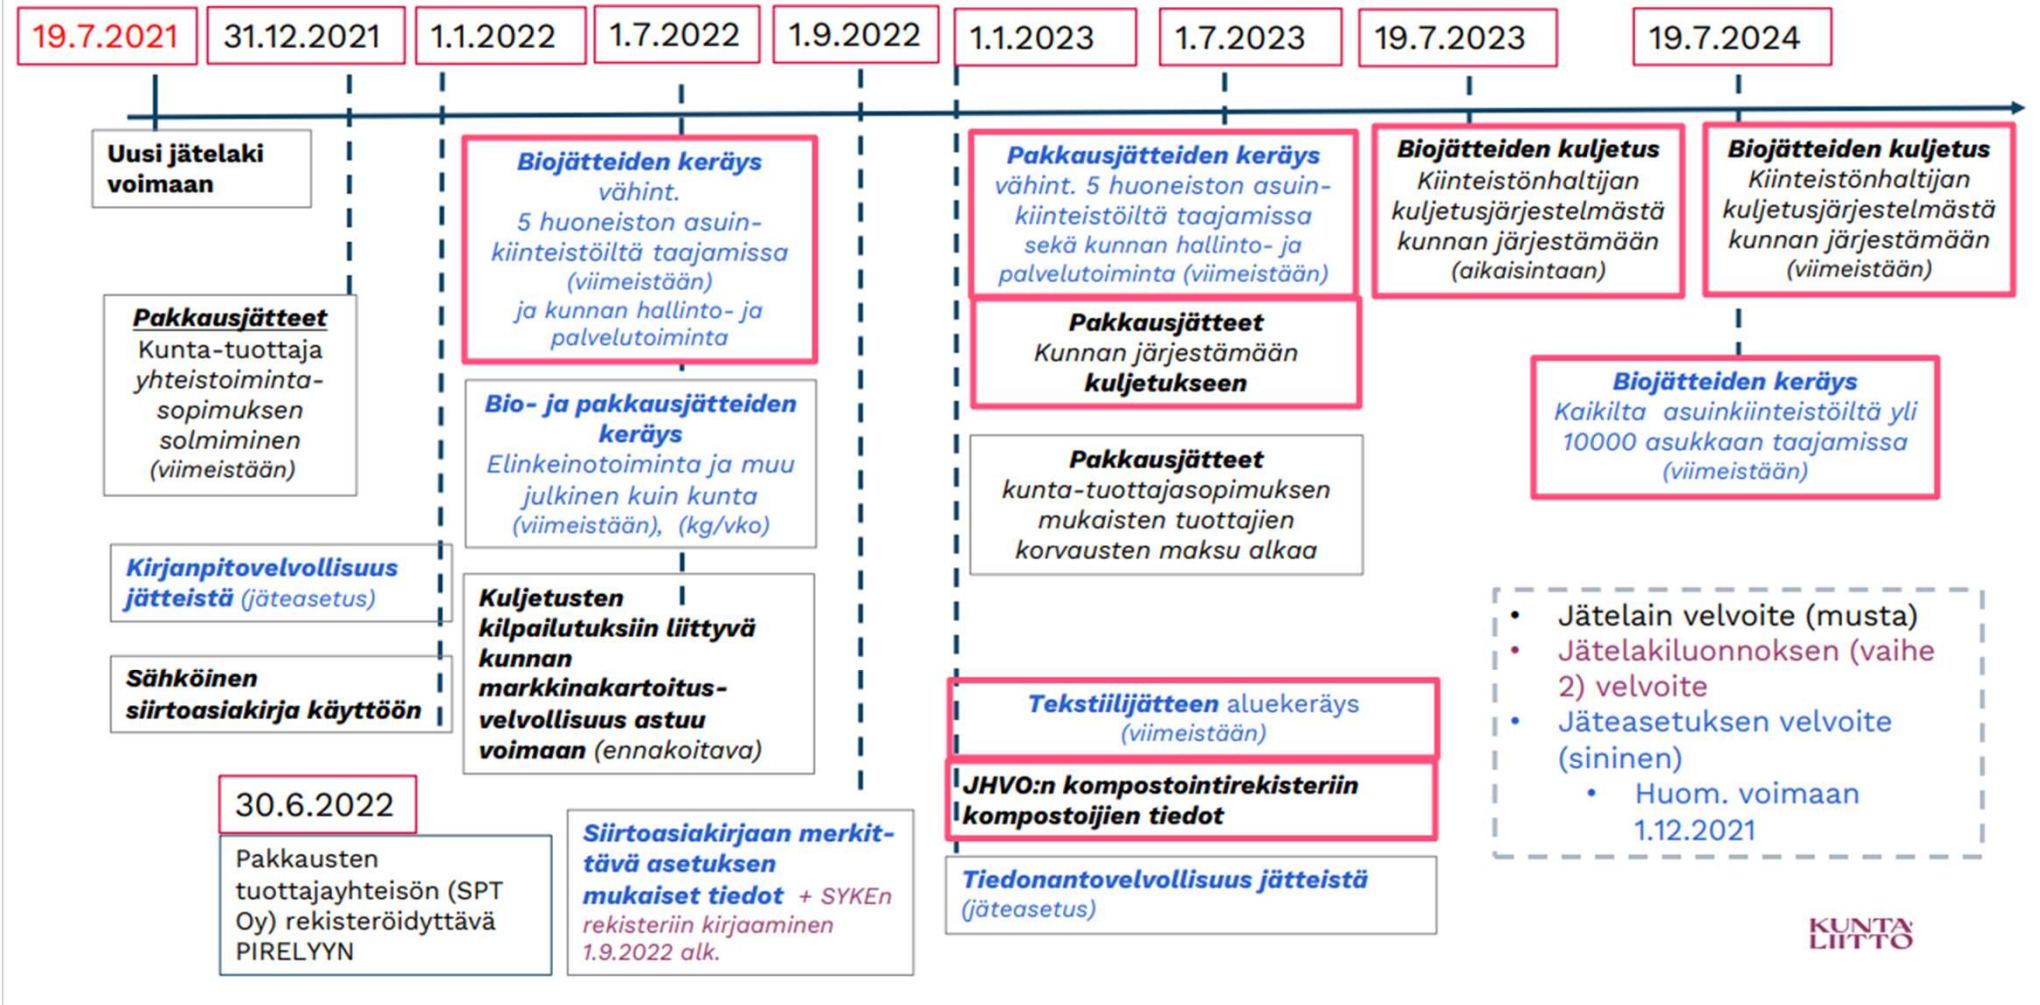 19.7.2021
31.12.2021
1.1.2022
1.7.2022
1.9.2022
1.1.2023
1.7.2023
19.7.2023
19.7.2024
Uusi jätelaki
voimaan
Pakkausjätteet
Kunta-tuottaja
yhteistoiminta-
sopimuksen
solmiminen
(viimeistään)
Kirjanpitovelvollisuus
jätteistä (jäteasetus)
Sähköinen
siirtoasiakirja käyttöön
30.6.2022
Pakkausten
tuottajayhteisön (SPT
Oy) rekisteröidyttävä
PIRELYYN
Biojätteiden keräys
vähint.
5 huoneiston asuin-
kiinteistöiltä taajamissa
(viimeistään)
ja kunnan hallinto- ja
palvelutoiminta
Bio- ja pakkausjätteiden
keräys
Elinkeinotoiminta ja muu
julkinen kuin kunta
(viimeistään), (kg/vko)
Kuljetusten
kilpailutuksiin liittyvä
kunnan
markkinakartoitus-
velvollisuus astuu
voimaan (ennakoitava)
Siirtoasiakirjaan merkit-
tävä asetuksen
mukaiset tiedot + SYKEn
rekisteriin kirjaaminen
1.9.2022 alk.
Pakkausjätteiden keräys
vähint. 5 huoneiston asuin-
kiinteistöiltä taajamissa
sekä kunnan hallinto- ja
palvelutoiminta (viimeistään)
Pakkausjätteet
Kunnan järjestämään
kuljetukseen
Pakkausjätteet
kunta-tuottajasopimuksen
mukaisten tuottajien
korvausten maksu alkaa
Tekstiilijätteen aluekeräys
(viimeistään)
JHVO:n kompostointirekisteriin
kompostoijien tiedot
Tiedonantovelvollisuus jätteistä
(jäteasetus)
Biojätteiden kuljetus
Kiinteistönhaltijan
kuljetusjärjestelmästä
kunnan järjestämään
(aikaisintaan)
Biojätteiden kuljetus
Kiinteistönhaltijan
kuljetusjärjestelmästä
kunnan järjestämään
(viimeistään)
Biojätteiden keräys
Kaikilta asuinkiinteistöiltä yli
10000 asukkaan taajamissa
(viimeistään)
• Jätelain velvoite (musta)
• Jätelakiluonnoksen (vaihe
2) velvoite
• Jäteasetuksen velvoite
(sininen)
• Huom. voimaan
1.12.2021
KUNTA
LIITTO